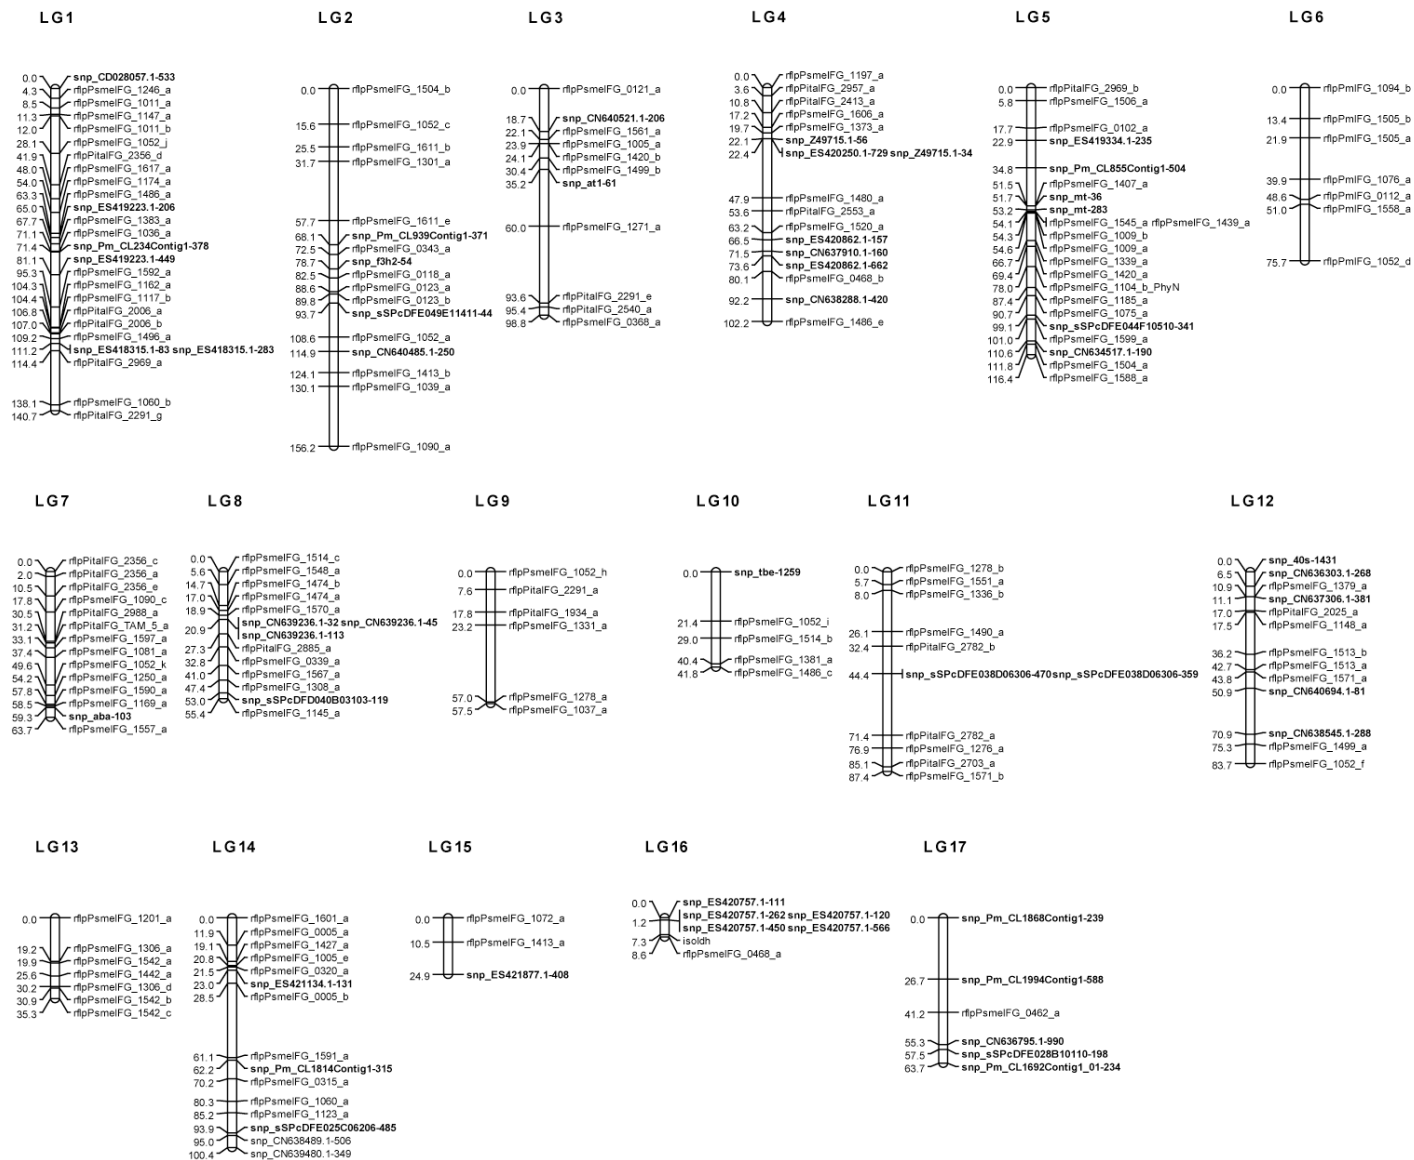 LG1
0.0 snp_CD028057.1-533
4.3 rflpPsmelFG_1246_a
8.5 rflpPsmelFG_1011_a
11.3 rflpPsmelFG_1147_a
12.0 rflpPsmelFG_1011_b
28.1 rflpPsmelFG_1052_j
41.9 rflpPitalFG_2356_d
48.0 rflpPsmelFG_1617_a
54.0 rflpPsmelFG_1174_a
63.3 rflpPsmelFG_1486_a
65.0 snp_ES419223.1-206
67.7 rflpPsmelFG_1383_a
71.1 rflpPsmelFG_1036_a
71.4 snp_Pm_CL234Contig1-378
81.1 snp_ES419223.1-449
95.3 rflpPsmelFG_1592_a
104.3 rflpPsmelFG_1162_a
104.4 rflpPsmelFG_1117_b
106.8 rflpPitalFG_2006_a
107.0 rflpPitalFG_2006_b
109.2 rflpPsmelFG_1496_a
111.2 snp_ES418315.1-83 snp_ES418315.1-283
114.4 rflpPitalFG_2969_a
138.1 rflpPsmelFG_1060_b
140.7 rflpPitalFG_2291_g
LG2
0.0 rflpPsmelFG_1504_b
15.6 rflpPsmelFG_1052_c
25.5 rflpPsmelFG_1611_b
31.7 rflpPsmelFG_1301_a
57.7 rflpPsmelFG_1611_e
68.1 snp_Pm_CL939Contig1-371
72.5 rflpPsmelFG_0343_a
78.7 snp_f3h2-54
82.5 rflpPsmelFG_0118_a
88.6 rflpPsmelFG_0123_a
89.8 rflpPsmelFG_0123_b
93.7 snp_sSPcDFE049E11411-44
108.6 rflpPsmelFG_1052_a
114.9 snp_CN640485.1-250
124.1 rflpPsmelFG_1413_b
130.1 rflpPsmelFG_1039_a
156.2 rflpPsmelFG_1090_a
LG3
0.0 rflpPsmelFG_0121_a
18.7 snp_CN640521.1-206
22.1 rflpPsmelFG_1561_a
23.9 rflpPsmelFG_1005_a
24.1 rflpPsmelFG_1420_b
30.4 rflpPsmelFG_1499_b
35.2 snp_at1-61
60.0 rflpPsmelFG_1271_a
93.6 rflpPitalFG_2291_e
95.4 rflpPitalFG_2540_a
98.8 rflpPsmelFG_0368_a
LG4
0.0 rflpPsmelFG_1197_a
3.6 rflpPitalFG_2957_a
10.8 rflpPitalFG_2413_a
17.2 rflpPsmelFG_1606_a
19.7 rflpPsmelFG_1373_a
22.1 snp_Z49715.1-56
22.4 snp_ES420250.1-729 snp_Z49715.1-34
47.9 rflpPsmelFG_1480_a
53.6 rflpPitalFG_2553_a
63.2 rflpPsmelFG_1520_a
66.5 snp_ES420862.1-157
71.5 snp_CN637910.1-160
73.6 snp_ES420862.1-662
80.1 rflpPsmelFG_0468_b
92.2 snp_CN638288.1-420
102.2 rflpPsmelFG_1486_e
LG5
0.0 rflpPitalFG_2969_b
5.8 rflpPsmelFG_1506_a
17.7 rflpPsmelFG_0102_a
22.9 snp_ES419334.1-235
34.8 snp_Pm_CL855Contig1-504
51.5 rflpPsmelFG_1407_a
51.7 snp_mt-36
53.2 snp_mt-283
54.1 rflpPsmelFG_1545_a rflpPsmelFG_1439_a
54.3 rflpPsmelFG_1009_b
54.6 rflpPsmelFG_1009_a
66.7 rflpPsmelFG_1339_a
69.4 rflpPsmelFG_1420_a
78.0 rflpPsmelFG_1104_b_PhyN
87.4 rflpPsmelFG_1185_a
90.7 rflpPsmelFG_1075_a
99.1 snp_sSPcDFE044F10510-341
101.0 rflpPsmelFG_1599_a
110.6 snp_CN634517.1-190
111.8 rflpPsmelFG_1504_a
116.4 rflpPsmelFG_1588_a
LG6
0.0 rflpPmIFG_1094_b
13.4 rflpPsmelFG_1505_b
21.9 rflpPsmelFG_1505_a
39.9 rflpPmIFG_1076_a
48.6 rflpPsmelFG_0112_a
51.0 rflpPsmelFG_1558_a
75.7 rflpPmIFG_1052_d
LG7
0.0 rflpPitalFG_2356_c
2.0 rflpPitalFG_2356_a
10.5 rflpPitalFG_2356_e
17.8 rflpPsmelFG_1090_c
30.5 rflpPitalFG_2988_a
31.2 rflpPitalFG_TAM_5_a
33.1 rflpPsmelFG_1597_a
37.4 rflpPsmelFG_1081_a
49.6 rflpPsmelFG_1052_k
54.2 rflpPsmelFG_1250_a
57.8 rflpPsmelFG_1590_a
58.5 rflpPsmelFG_1169_a
59.3 snp_aba-103
63.7 rflpPsmelFG_1557_a
LG8
0.0 rflpPsmelFG_1514_c
5.6 rflpPsmelFG_1548_a
14.7 rflpPsmelFG_1474_b
17.0 rflpPsmelFG_1474_a
18.9 rflpPsmelFG_1570_a
20.9 snp_CN639236.1-32 snp_CN639236.1-45
snp_CN639236.1-113
27.3 rflpPitalFG_2885_a
32.8 rflpPsmelFG_0339_a
41.0 rflpPsmelFG_1567_a
47.4 rflpPsmelFG_1308_a
53.0 snp_sSPcDFD040B03103-119
55.4 rflpPsmelFG_1145_a
LG9
0.0 rflpPsmelFG_1052_h
7.6 rflpPitalFG_2291_a
17.8 rflpPitalFG_1934_a
23.2 rflpPsmelFG_1331_a
57.0 rflpPsmelFG_1278_a
57.5 rflpPsmelFG_1037_a
LG10
0.0 snp_tbe-1259
21.4 rflpPsmelFG_1052_i
29.0 rflpPsmelFG_1514_b
40.4 rflpPsmelFG_1381_a
41.8 rflpPsmelFG_1486_c
LG11
0.0 rflpPsmelFG_1278_b
5.7 rflpPsmelFG_1551_a
8.0 rflpPsmelFG_1336_b
26.1 rflpPsmelFG_1490_a
32.4 rflpPitalFG_2782_b
44.4 snp_sSPcDFE038D06306-470snp_sSPcDFE038D06306-359
71.4 rflpPitalFG_2782_a
76.9 rflpPsmelFG_1276_a
85.1 rflpPitalFG_2703_a
87.4 rflpPsmelFG_1571_b
LG12
0.0 snp_40s-1431
6.5 snp_CN636303.1-268
10.9 rflpPsmelFG_1379_a
11.1 snp_CN637306.1-381
17.0 rflpPitalFG_2025_a
17.5 rflpPsmelFG_1148_a
36.2 rflpPsmelFG_1513_b
42.7 rflpPsmelFG_1513_a
43.8 rflpPsmelFG_1571_a
50.9 snp_CN640694.1-81
70.9 snp_CN638545.1-288
75.3 rflpPsmelFG_1499_a
83.7 rflpPsmelFG_1052_f
LG13
0.0 rflpPsmelFG_1201_a
19.2 rflpPsmelFG_1306_a
19.9 rflpPsmelFG_1542_a
25.6 rflpPsmelFG_1442_a
30.2 rflpPsmelFG_1306_d
30.9 rflpPsmelFG_1542_b
35.3 rflpPsmelFG_1542_c
LG14
0.0 rflpPsmelFG_1601_a
11.9 rflpPsmelFG_0005_a
19.1 rflpPsmelFG_1427_a
20.8 rflpPsmelFG_1005_e
21.5 rflpPsmelFG_0320_a
23.0 snp_ES421134.1-131
28.5 rflpPsmelFG_0005_b
61.1 rflpPsmelFG_1591_a
62.2 snp_Pm_CL1814Contig1-315
70.2 rflpPsmelFG_0315_a
80.3 rflpPsmelFG_1060_a
85.2 rflpPsmelFG_1123_a
93.9 snp_sSPcDFE025C06206-485
95.0 snp_CN638489.1-506
100.4 snp_CN639480.1-349
LG15
0.0 rflpPsmelFG_1072_a
10.5 rflpPsmelFG_1413_a
24.9 snp_ES421877.1-408
LG16
0.0 snp_ES420757.1-111
1.2 snp_ES420757.1-262 snp_ES420757.1-120
snp_ES420757.1-450 snp_ES420757.1-566
7.3 isoldh
8.6 rflpPsmelFG_0468_a
LG17
0.0 snp_Pm_CL1868Contig1-239
26.7 snp_Pm_CL1994Contig1-588
41.2 rflpPsmelFG_0462_a
55.3 snp_CN636795.1-990
57.5 snp_sSPcDFE028B10110-198
63.7 snp_Pm_CL1692Contig1_01-234